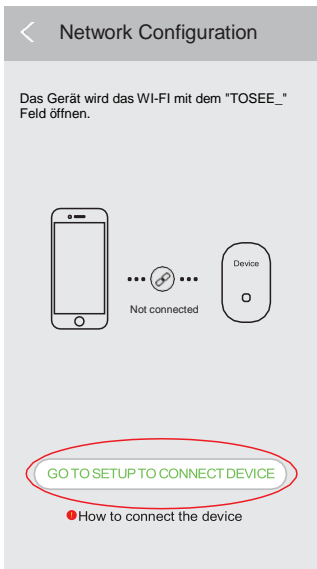 Network Configuration
Das Gerät wird das WI-FI mit dem "TOSEE_"
Feld öffnen.
Device
Not connected
GO TO SETUP TO CONNECT DEVICE
How to connect the device